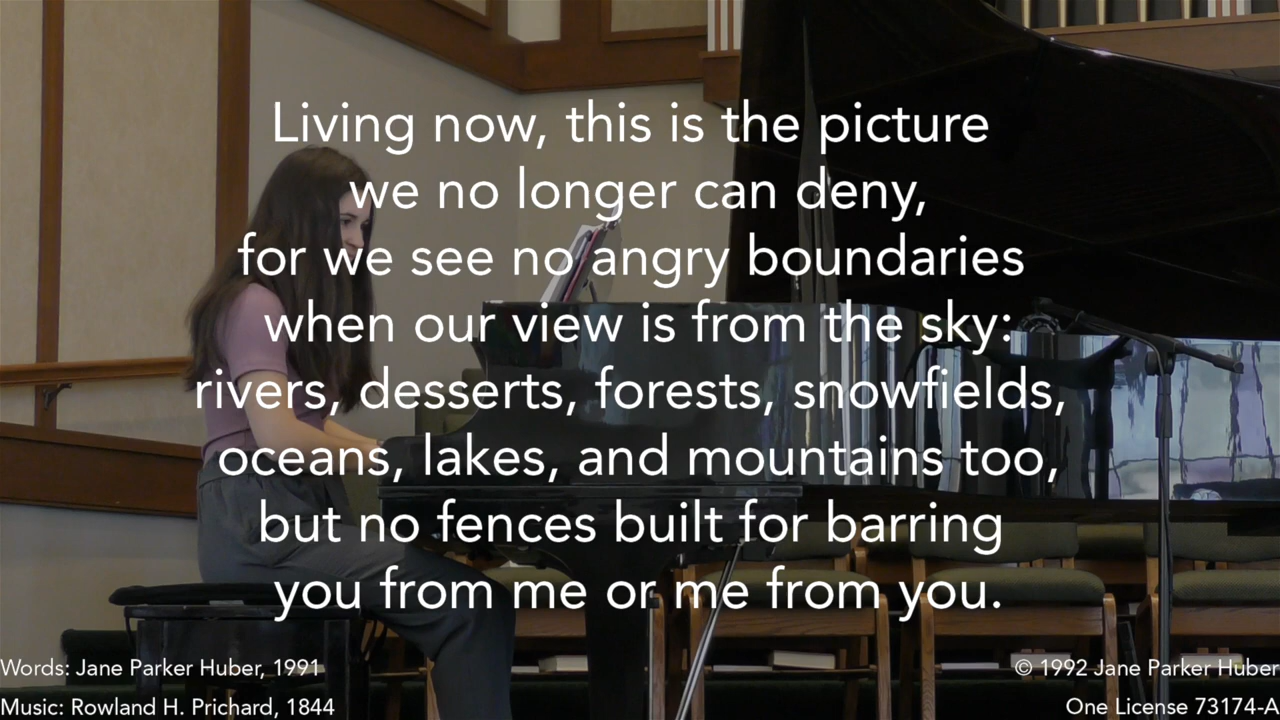 Living now, this is the picture
we no longer can deny,
for we see no angry boundaries
when our view is from the sky:
rivers, desserts, forests, snowfields,
oceans, lakes, and mountains too,
but no fences built for barring
you from me or me from you.
Words: Jane Parker Huber, 1991
© 1992 Jane Parker Huber
Music: Rowland H. Prichard, 1844
One License 73174-A